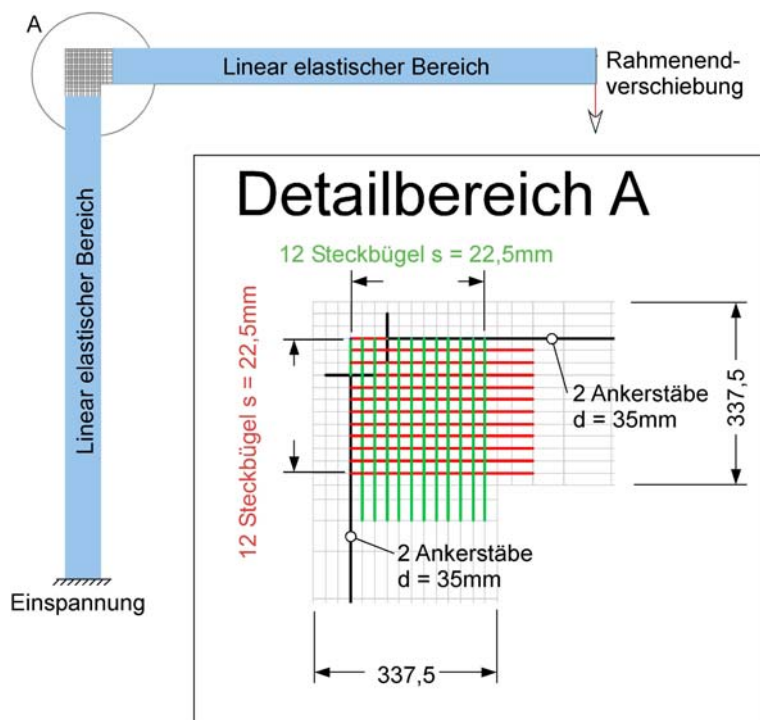 A
Linear elastischer Bereich
Rahmenend-
verschiebung
Linear elastischer Bereich
Einspannung
Detailbereich A
12 Steckbügel s = 22,5mm
12 Steckbügel s = 22,5mm
2 Ankerstäbe
d = 35mm
337,5
2 Ankerstäbe
d = 35mm
337,5